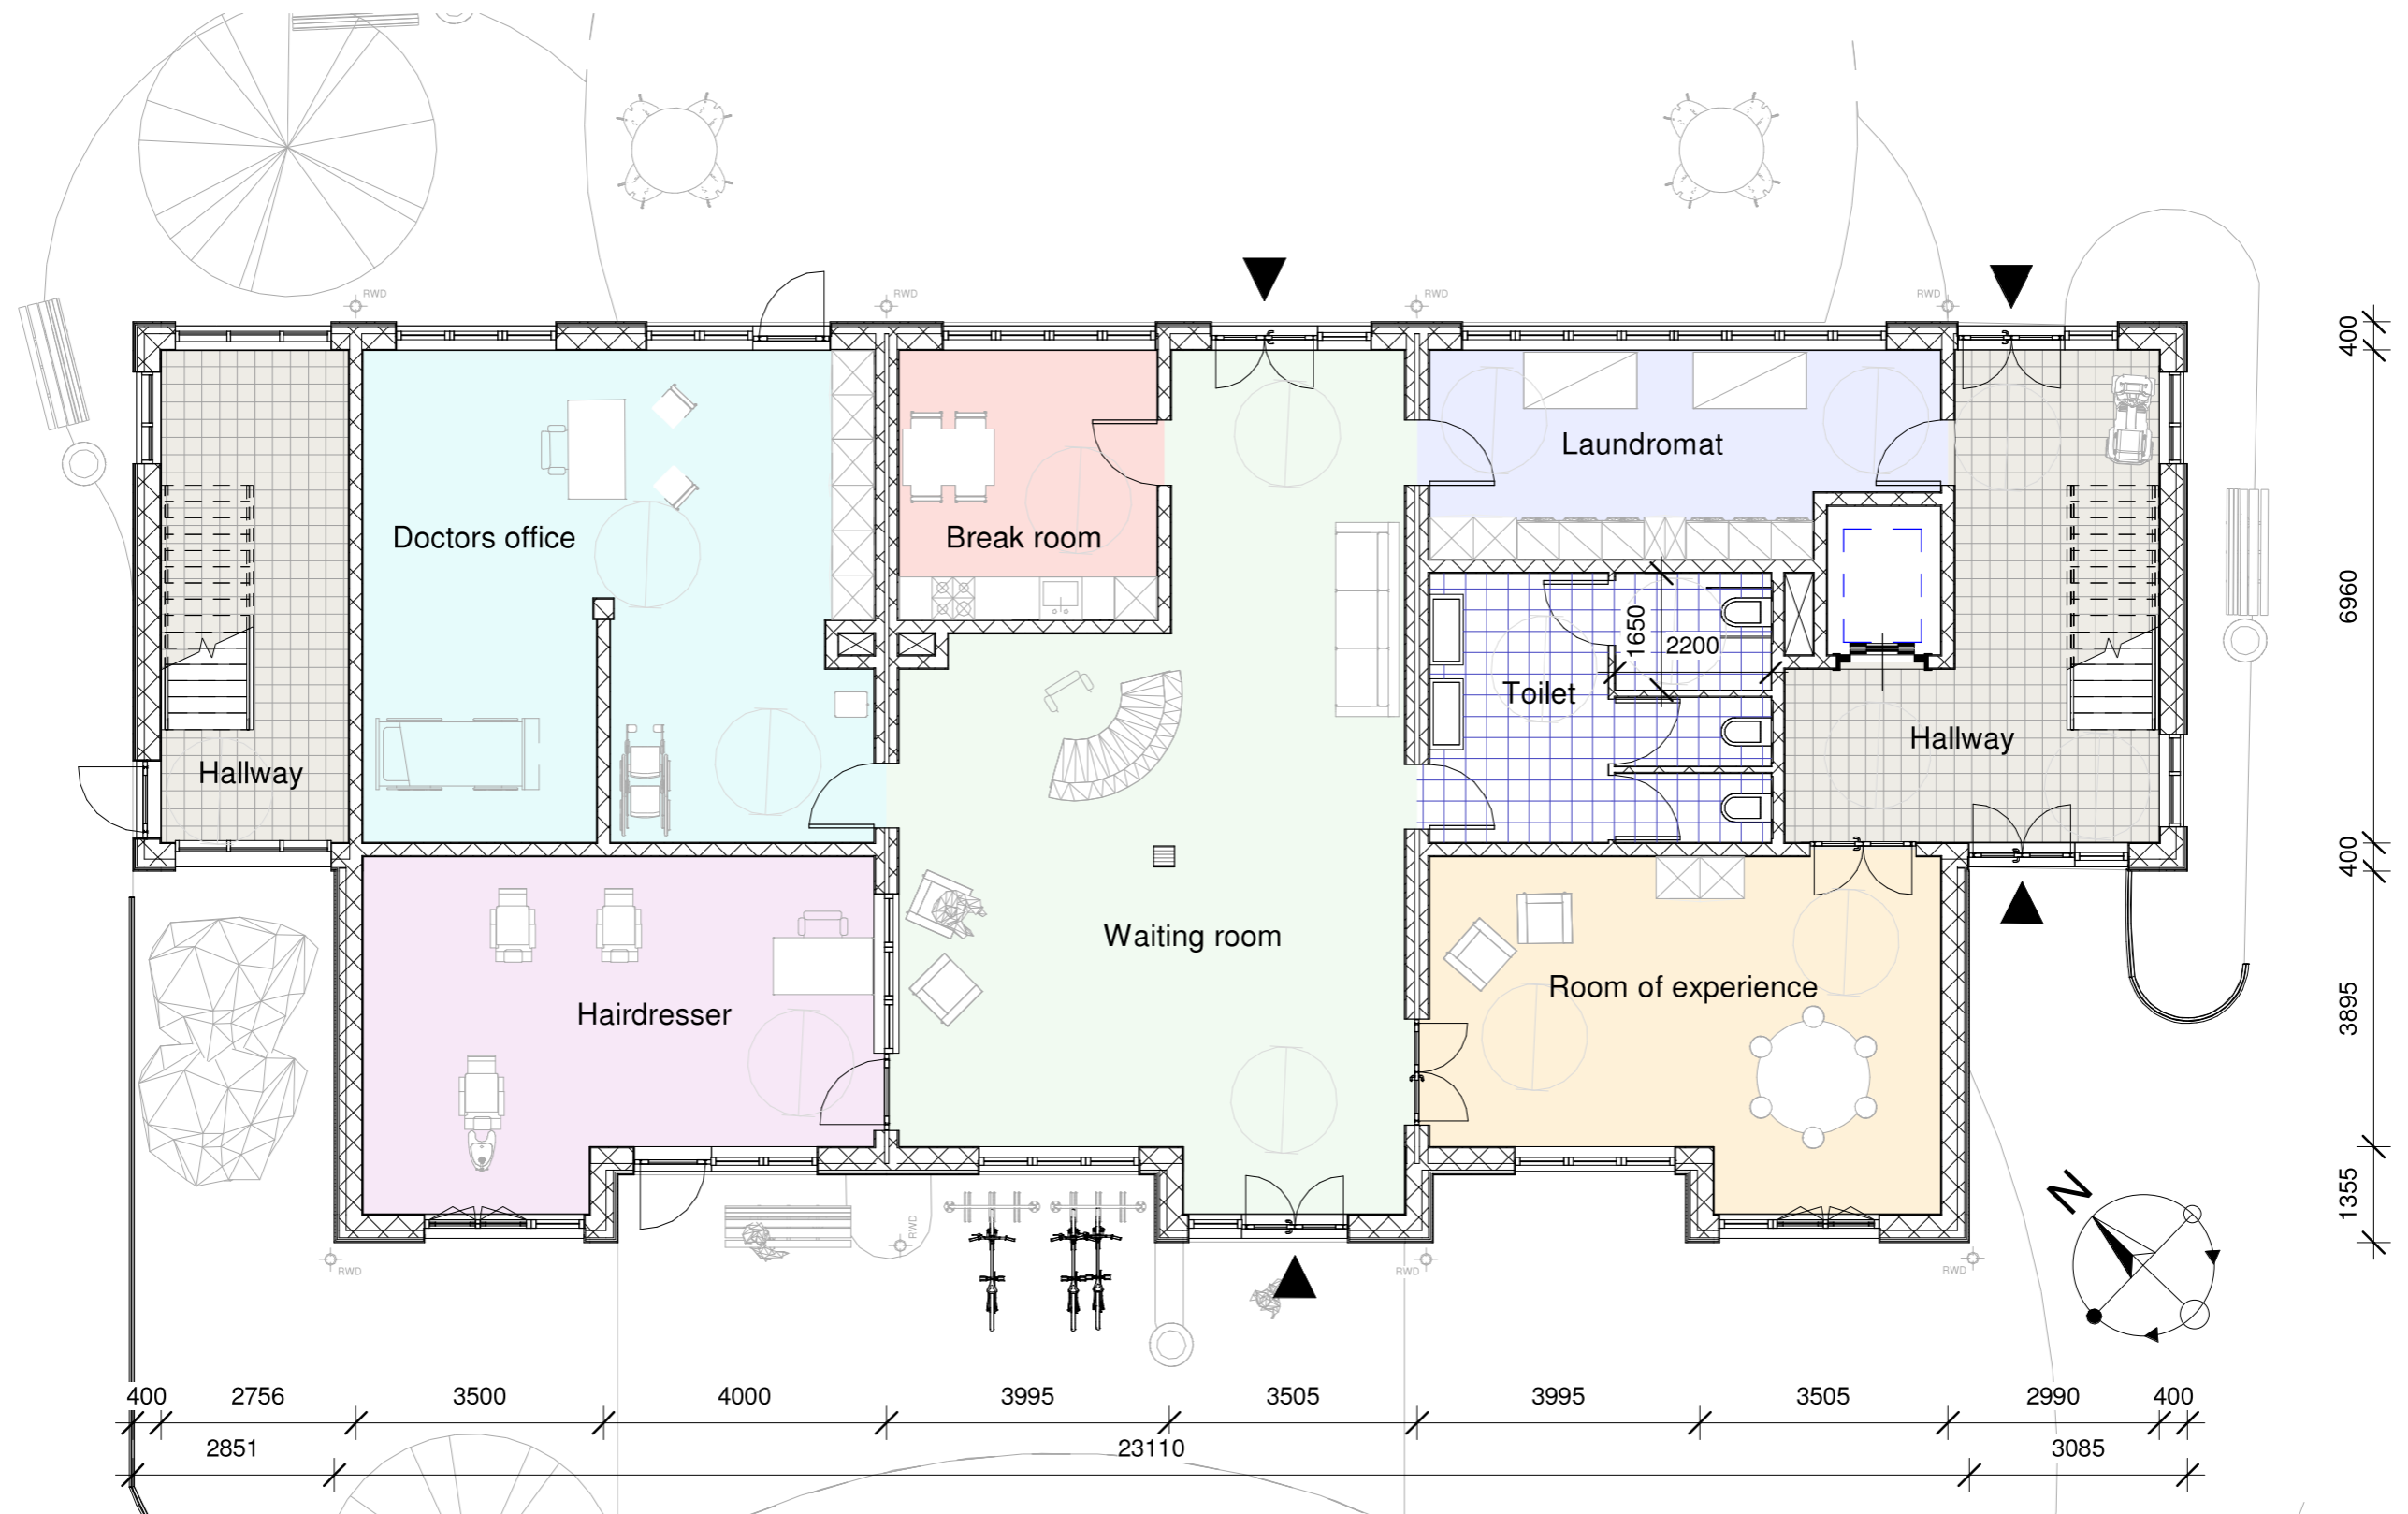 RWD
RWD
RWD
RWD
400
Laundromat
Doctors office
Break room
6960
1650
2200
Toilet
Hallway
Hallway
400
Waiting room
Room of experience
3895
Hairdresser
N
1355
RWD
RWD
RWD
RWD
400 2756 3500 4000 3995 3505 3995 3505 2990 400
2851 23110 3085